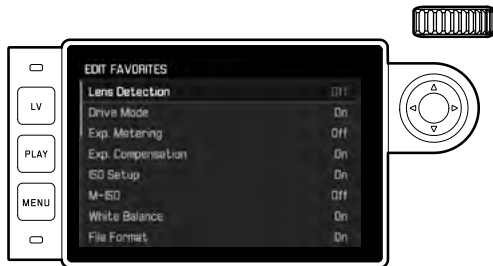 EDIT FAVORITES
Lens Detection Off
Drive Mode On
Exp. Metering Off
Exp. Compensation On
ISO Setup On
M-ISO Off
White Balance On
File Format On
LV
PLAY
MENU